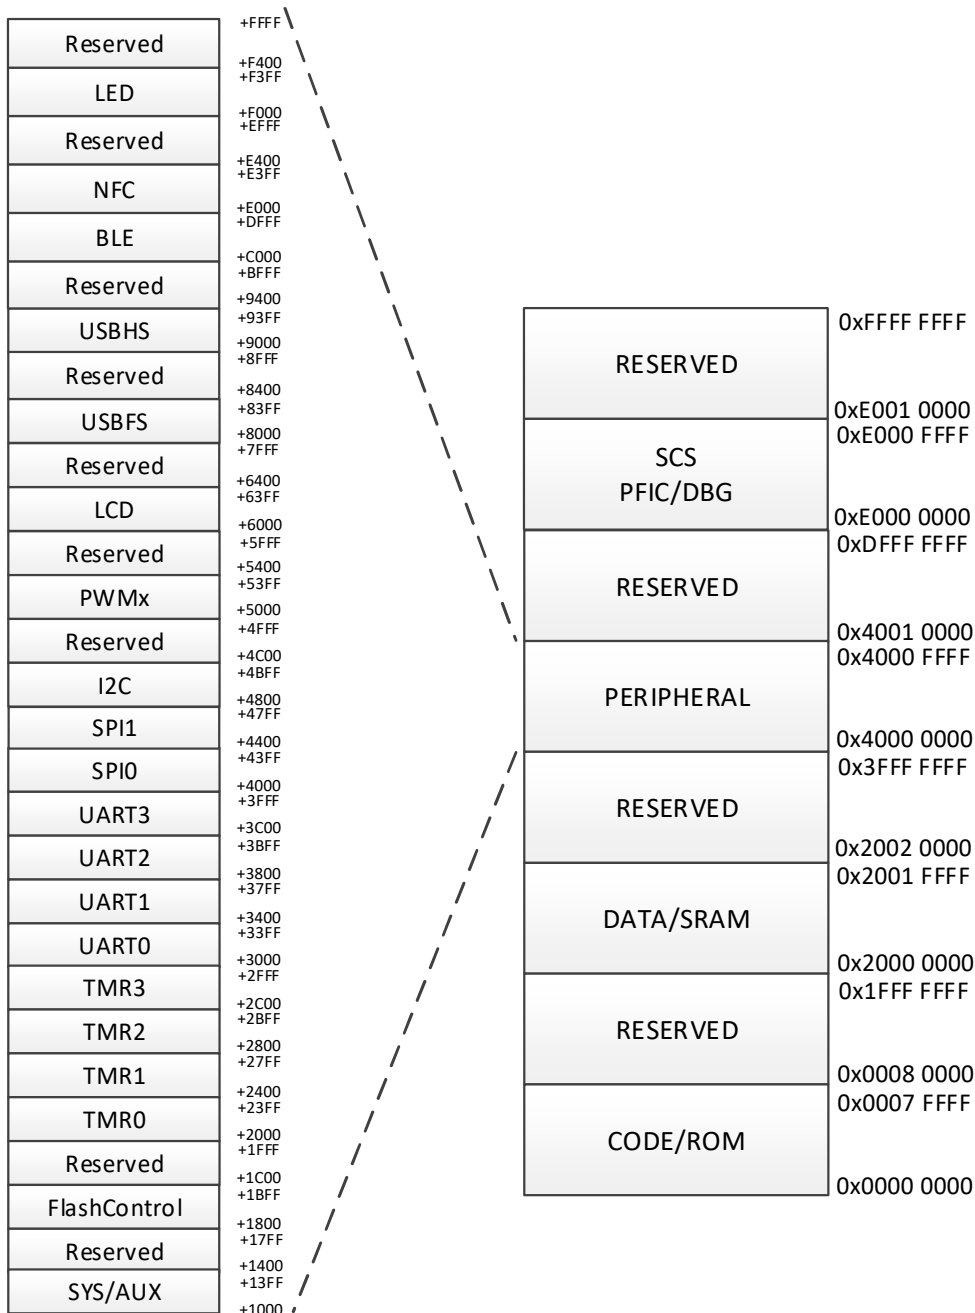 +FFFF
Reserved
+F400
+F3FF
LED
+F000
+EFFF
Reserved
+E400
+E3FF
NFC
+E000
+DFFF
BLE
+C000
+BFFF
Reserved
+9400
+93FF
USBHS
+9000
+8FFF
Reserved
+8400
+83FF
USBFS
+8000
+7FFF
Reserved
+6400
+63FF
LCD
+6000
+5FFF
Reserved
+5400
+53FF
PWMx
+5000
+4FFF
Reserved
+4C00
+4BFF
I2C
+4800
+47FF
SPI1
+4400
+43FF
SPI0
+4000
+3FFF
UART3
+3C00
+3BFF
UART2
+3800
+37FF
UART1
+3400
+33FF
UART0
+3000
+2FFF
TMR3
+2C00
+2BFF
TMR2
+2800
+27FF
TMR1
+2400
+23FF
TMR0
+2000
+1FFF
Reserved
+1C00
+1BFF
FlashControl
+1800
+17FF
Reserved
+1400
+13FF
SYS/AUX
+1000
0xFFFF FFFF
RESERVED
0xE001 0000
0xE000 FFFF
SCS
PFIC/DBG
0xE000 0000
0xDFFF FFFF
RESERVED
0x4001 0000
0x4000 FFFF
PERIPHERAL
0x4000 0000
0x3FFF FFFF
RESERVED
0x2002 0000
0x2001 FFFF
DATA/SRAM
0x2000 0000
0x1FFF FFFF
RESERVED
0x0008 0000
0x0007 FFFF
CODE/ROM
0x0000 0000